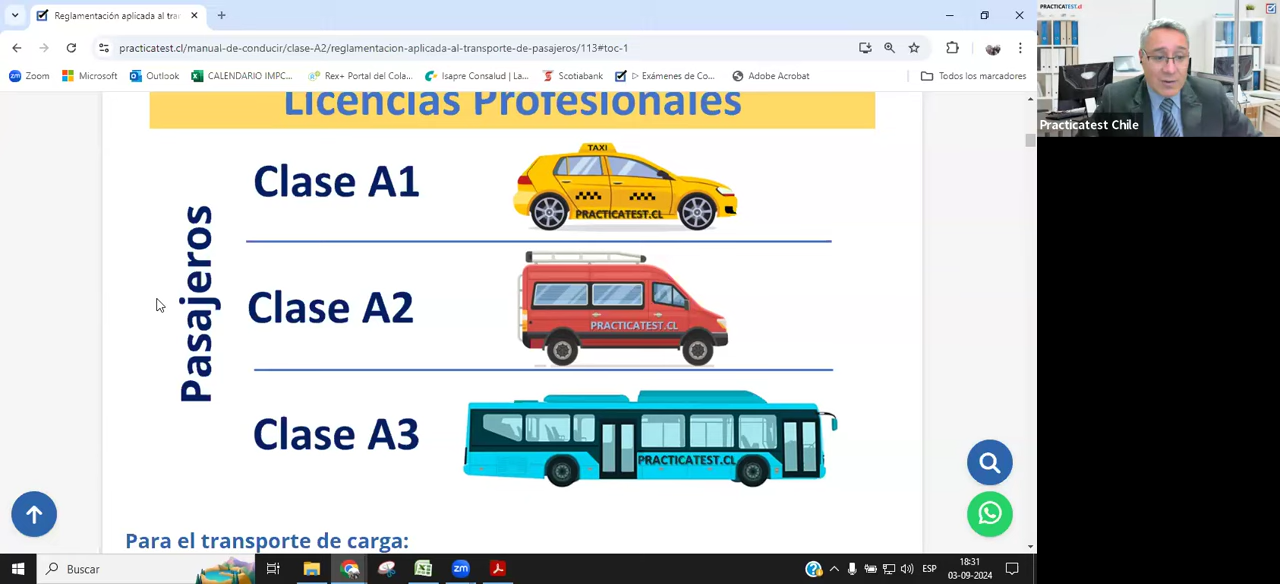 Reglamentación aplicada al tra
practicatest.cl/manual-de-conducir/clase-A2/reglamentacion-aplicada-al-transporte-de-pasajeros/113#toc-1
Zoom
Microsoft
Outlook
CALENDARIO IMPC...
Rex+ Portal del Cola...
Isapre Consalud | La...
Scotiabank
▷ Exámenes de Co...
Adobe Acrobat
Todos los marcadores
PRACTICATEST.cl
Practicatest Chile
Licencias Profesionales
Pasajeros
Clase A1
TAXI
PRACTICATEST.CL
Clase A2
PRACTICATEST.CL
Clase A3
PRACTICATEST.CL
Para el transporte de carga:
Buscar
zm
ESP
18:31
03-09-2024